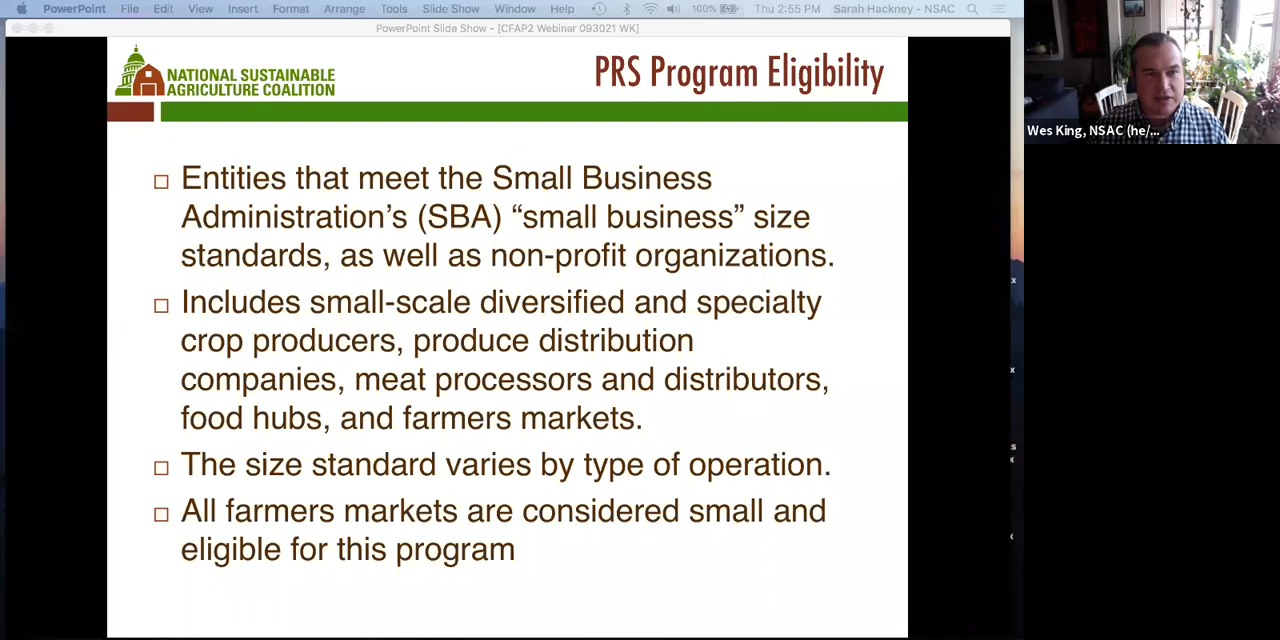 PowerPoint File Edit View Insert Format Arrange Tools Slide Show Window Help 100% Thu 2:55 PM Sarah Hackney - NSAC
PowerPoint Slide Show - [CFAP2 Webinar 093021 WK]
NATIONAL SUSTAINABLE
AGRICULTURE COALITION
PRS Program Eligibility
Entities that meet the Small Business
Administration’s (SBA) “small business” size
standards, as well as non-profit organizations.
Includes small-scale diversified and specialty
crop producers, produce distribution
companies, meat processors and distributors,
food hubs, and farmers markets.
The size standard varies by type of operation.
All farmers markets are considered small and
eligible for this program
Wes King, NSAC (he/...